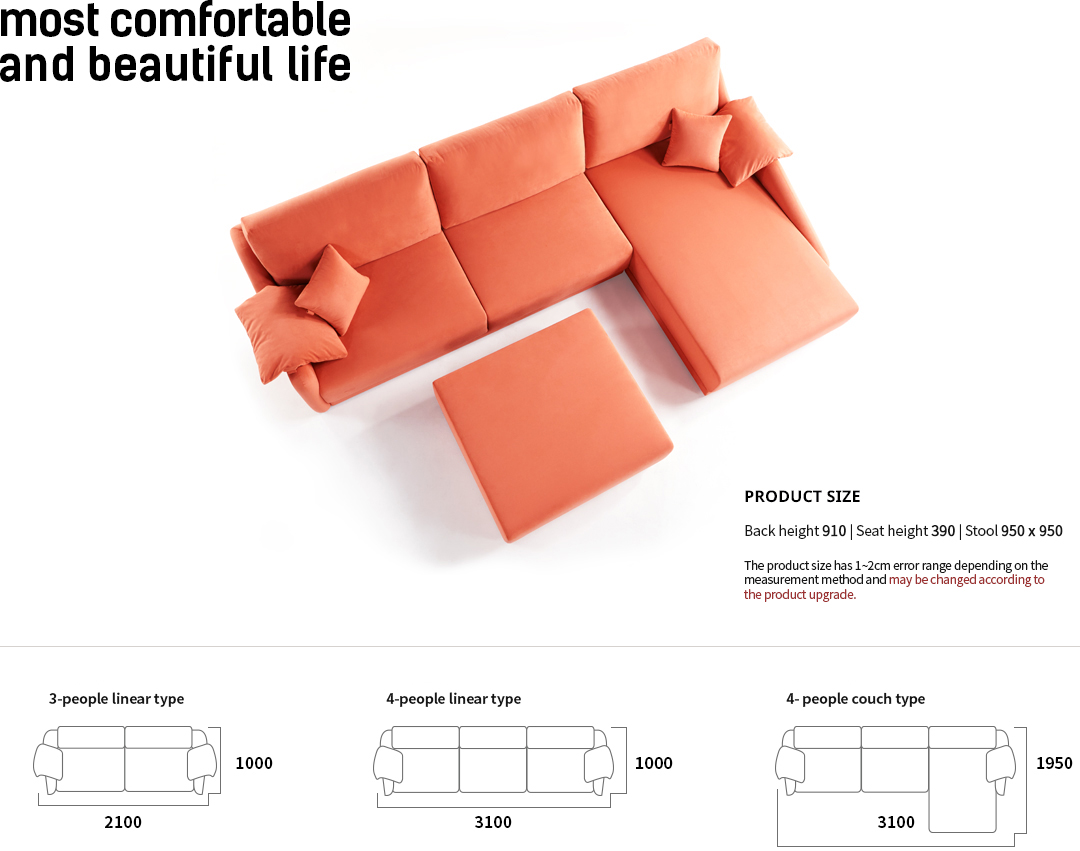 most comfortable
and beautiful life
PRODUCT SIZE
Back height 910 | Seat height 390 | Stool 950 x 950
The product size has 1~2cm error range depending on the
measurement method and may be changed according to
the product upgrade.
3-people linear type
1000
2100
4-people linear type
1000
3100
4- people couch type
1950
3100